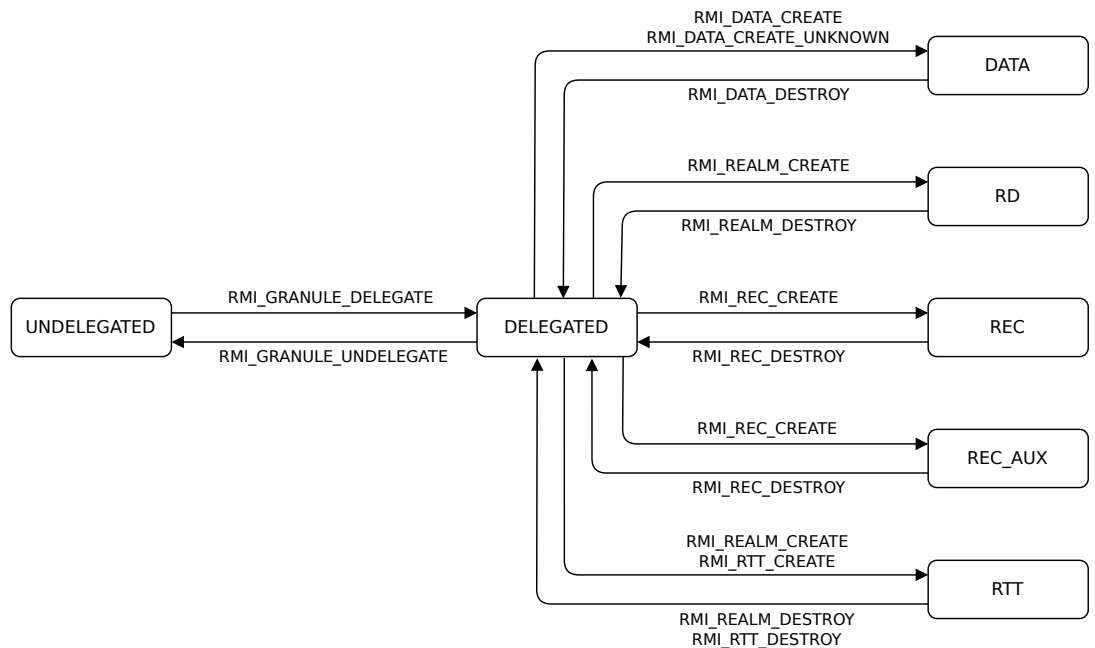 RMI_DATA_CREATE
RMI_DATA_CREATE_UNKNOWN
DATA
RMI_DATA_DESTROY
RMI_REALM_CREATE
RD
RMI_REALM_DESTROY
RMI_GRANULE_DELEGATE
RMI_REC_CREATE
UNDELEGATED
DELEGATED
REC
RMI_GRANULE_UNDELEGATE
RMI_REC_DESTROY
RMI_REC_CREATE
REC_AUX
RMI_REC_DESTROY
RMI_REALM_CREATE
RMI_RTT_CREATE
RTT
RMI_REALM_DESTROY
RMI_RTT_DESTROY